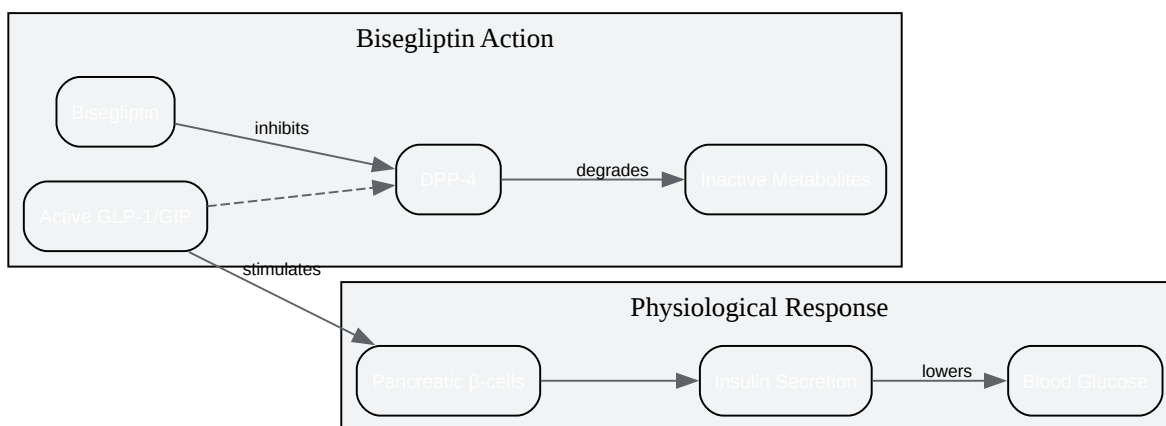 Bisegliptin Action
Bisegliptin
inhibits
DPP-4
degrades
Inactive Metabolites
Active GLP-1/GIP
stimulates
Physiological Response
Pancreatic β-cells
Insulin Secretion
lowers
Blood Glucose